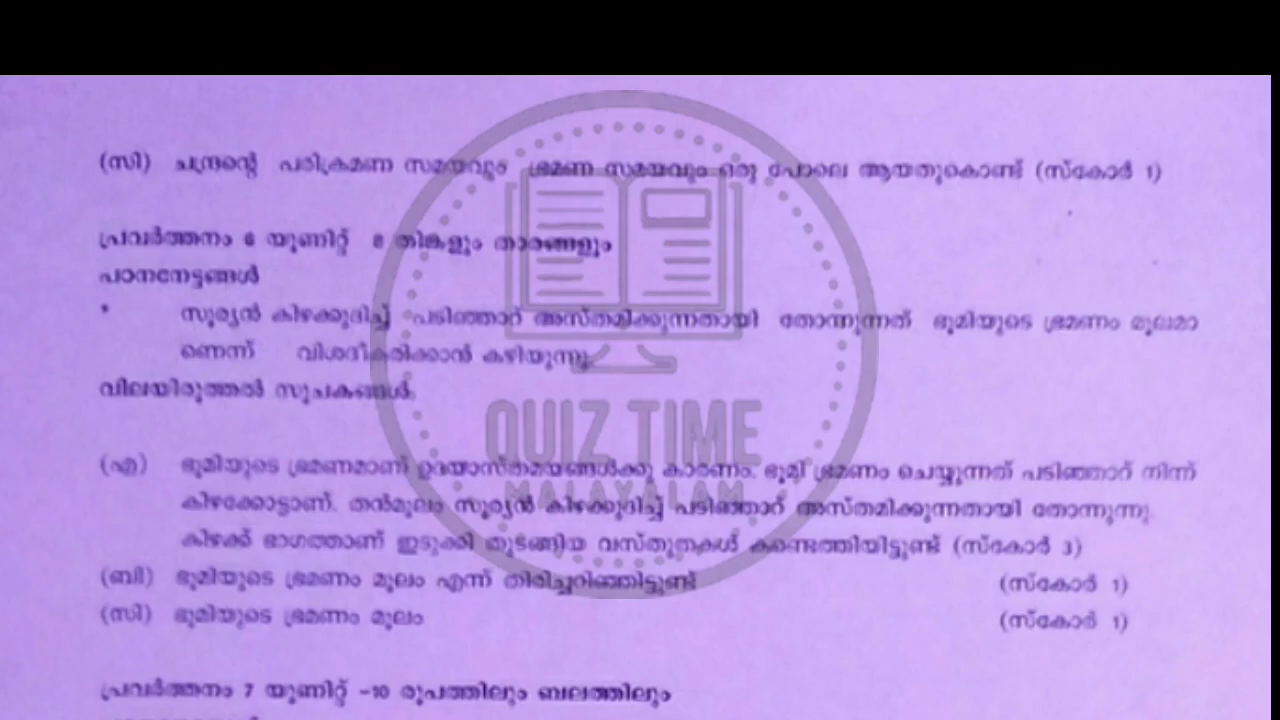 (സി) ചന്ദ്രന്റെ പരിക്രമണ സമയവും ഭ്രമണ സമയവും ഒരു പോലെ ആയതുകൊണ്ട് (സ്കോർ 1)
പ്രവർത്തനം 6 യൂണിറ്റ് 8 തിങ്കളും താരങ്ങളും
പഠനനേട്ടങ്ങൾ
* സൂര്യൻ കിഴക്കുദിച്ച് പടിഞ്ഞാറ് അസ്തമിക്കുന്നതായി തോന്നുന്നത് ഭൂമിയുടെ ഭ്രമണം മൂലമാ
ണെന്ന് വിശദീകരിക്കാൻ കഴിയുന്നു.
വിലയിരുത്തൽ സൂചകങ്ങൾ.
(എ) ഭൂമിയുടെ ഭ്രമണമാണ് ഉദയാസ്തമയങ്ങൾക്കു കാരണം. ഭൂമി ഭ്രമണം ചെയ്യുന്നത് പടിഞ്ഞാറ് നിന്ന്
കിഴക്കോട്ടാണ്. തൻമൂലം സൂര്യൻ കിഴക്കുദിച്ച് പടിഞ്ഞാറ് അസ്തമിക്കുന്നതായി തോന്നുന്നു.
കിഴക്ക് ഭാഗത്താണ് ഇടുക്കി തുടങ്ങിയ വസ്തുതകൾ കണ്ടെത്തിയിട്ടുണ്ട് (സ്കോർ 3)
(ബി) ഭൂമിയുടെ ഭ്രമണം മൂലം എന്ന് തിരിച്ചറിഞ്ഞിട്ടുണ്ട് (സ്കോർ 1)
(സി) ഭൂമിയുടെ ഭ്രമണം മൂലം (സ്കോർ 1)
പ്രവർത്തനം 7 യൂണിറ്റ് -10 രൂപത്തിലും ബലത്തിലും
QUIZ TIME
MALAYALAM